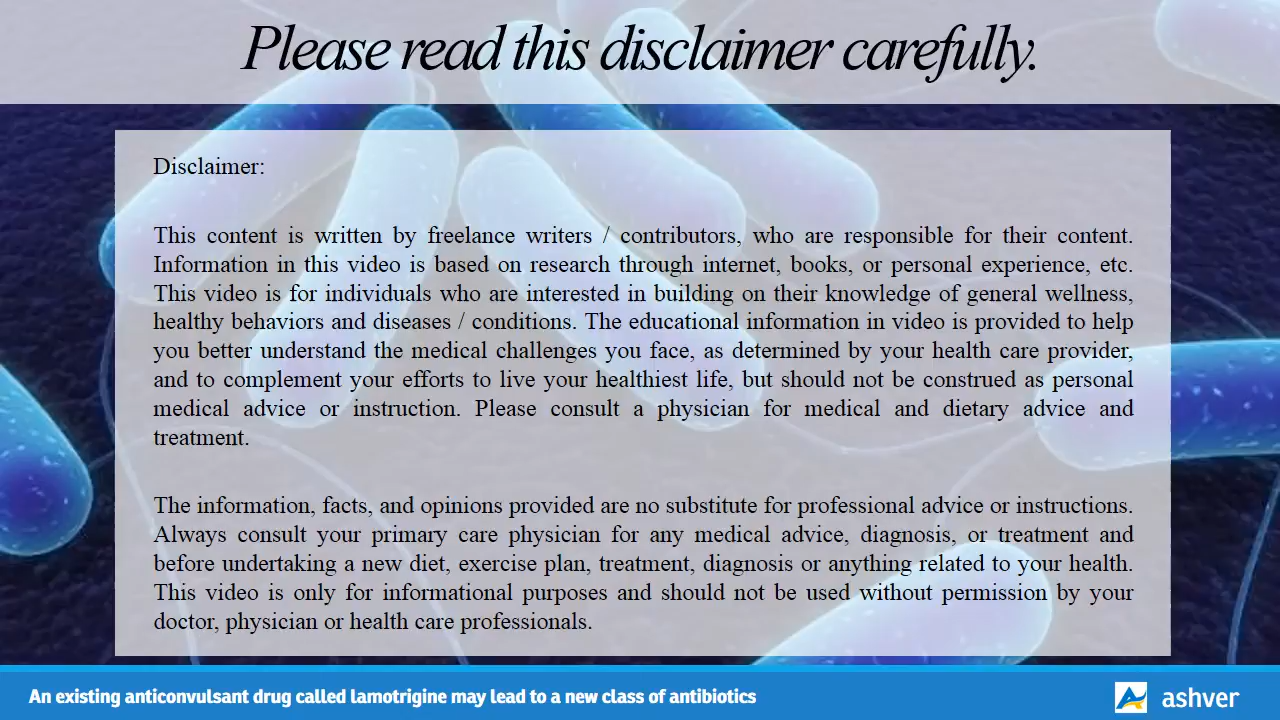 Please read this disclaimer carefully.
Disclaimer:
This content is written by freelance writers / contributors, who are responsible for their content.
Information in this video is based on research through internet, books, or personal experience, etc.
This video is for individuals who are interested in building on their knowledge of general wellness,
healthy behaviors and diseases / conditions. The educational information in video is provided to help
you better understand the medical challenges you face, as determined by your health care provider,
and to complement your efforts to live your healthiest life, but should not be construed as personal
medical advice or instruction. Please consult a physician for medical and dietary advice and
treatment.
The information, facts, and opinions provided are no substitute for professional advice or instructions.
Always consult your primary care physician for any medical advice, diagnosis, or treatment and
before undertaking a new diet, exercise plan, treatment, diagnosis or anything related to your health.
This video is only for informational purposes and should not be used without permission by your
doctor, physician or health care professionals.
An existing anticonvulsant drug called lamotrigine may lead to a new class of antibiotics
ashver